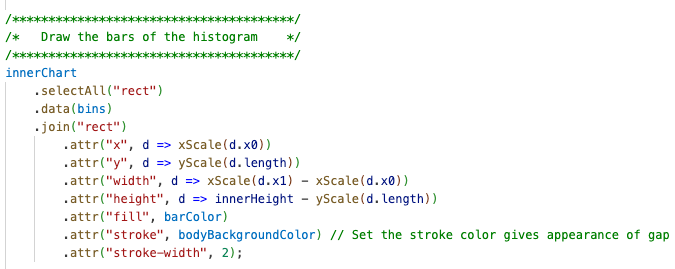 /***************************************/
/*   Draw the bars of the histogram    */
/***************************************/
innerChart
    .selectAll("rect")
    .data(bins)
    .join("rect")
        .attr("x", d => xScale(d.x0))
        .attr("y", d => yScale(d.length))
        .attr("width", d => xScale(d.x1) - xScale(d.x0))
        .attr("height", d => innerHeight - yScale(d.length))
        .attr("fill", barColor)
        .attr("stroke", bodyBackgroundColor) // Set the stroke color gives appearance of gap
        .attr("stroke-width", 2);